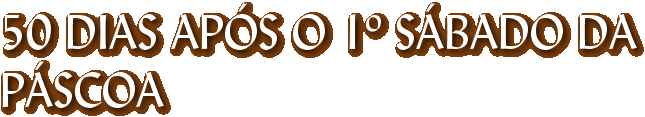 50 DIAS APÓS O 1º SÁBADO DA
PÁSCOA